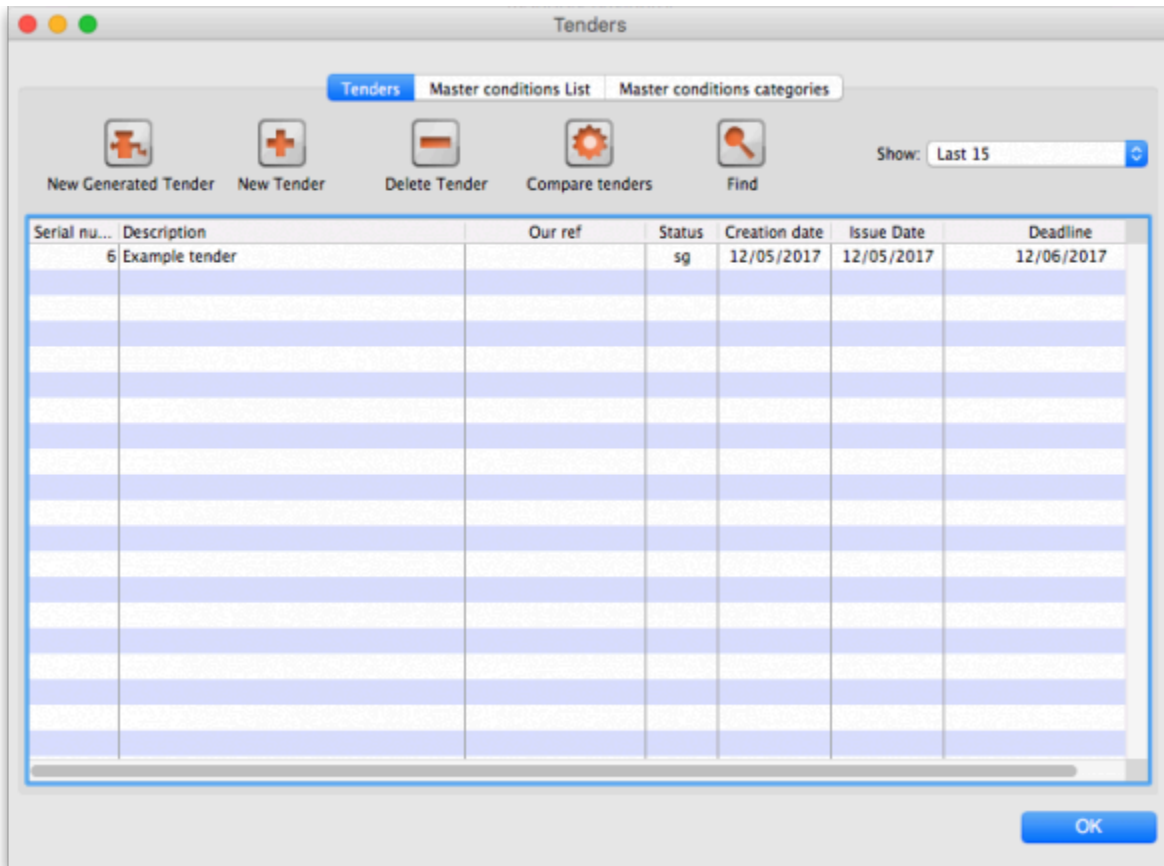 Tenders
Tenders Master conditions List Master conditions categories
New Generated Tender New Tender Delete Tender Compare tenders Find Show: Last 15
Serial nu... Description Our ref Status Creation date Issue Date Deadline
6 Example tender sg 12/05/2017 12/05/2017 12/06/2017
OK